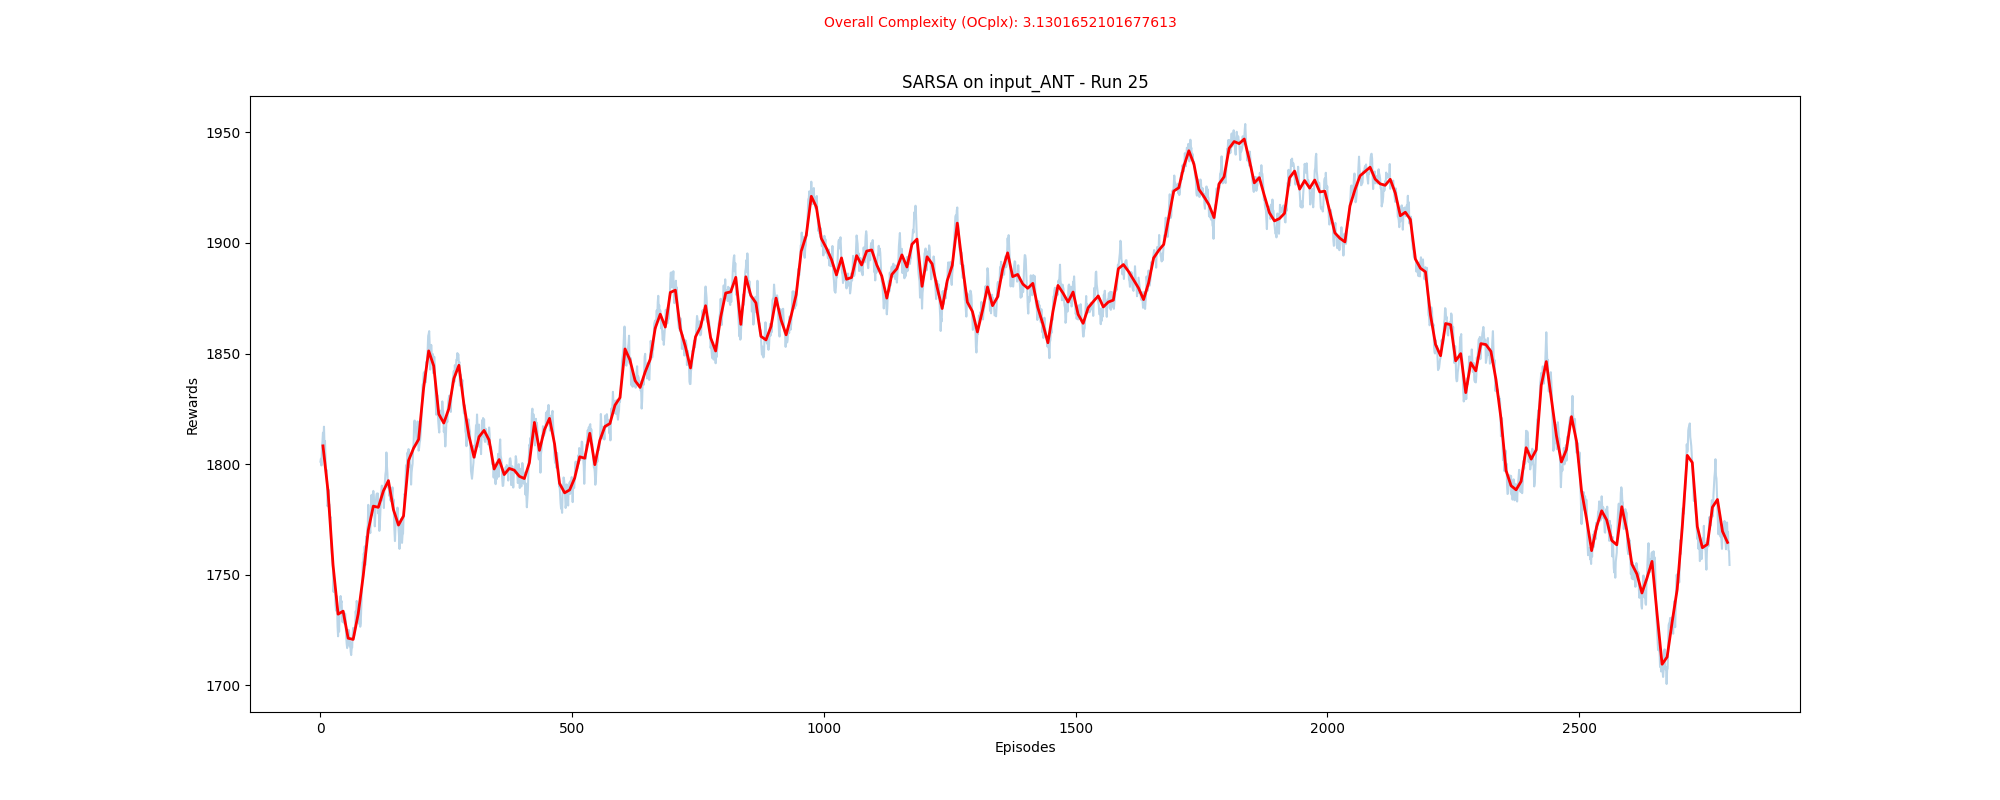 Overall Complexity (OCplx): 3.1301652101677613
SARSA on input_ANT - Run 25
1950
1900
1850
1800
1750
1700
Rewards
0 500 1000 1500 2000 2500
Episodes